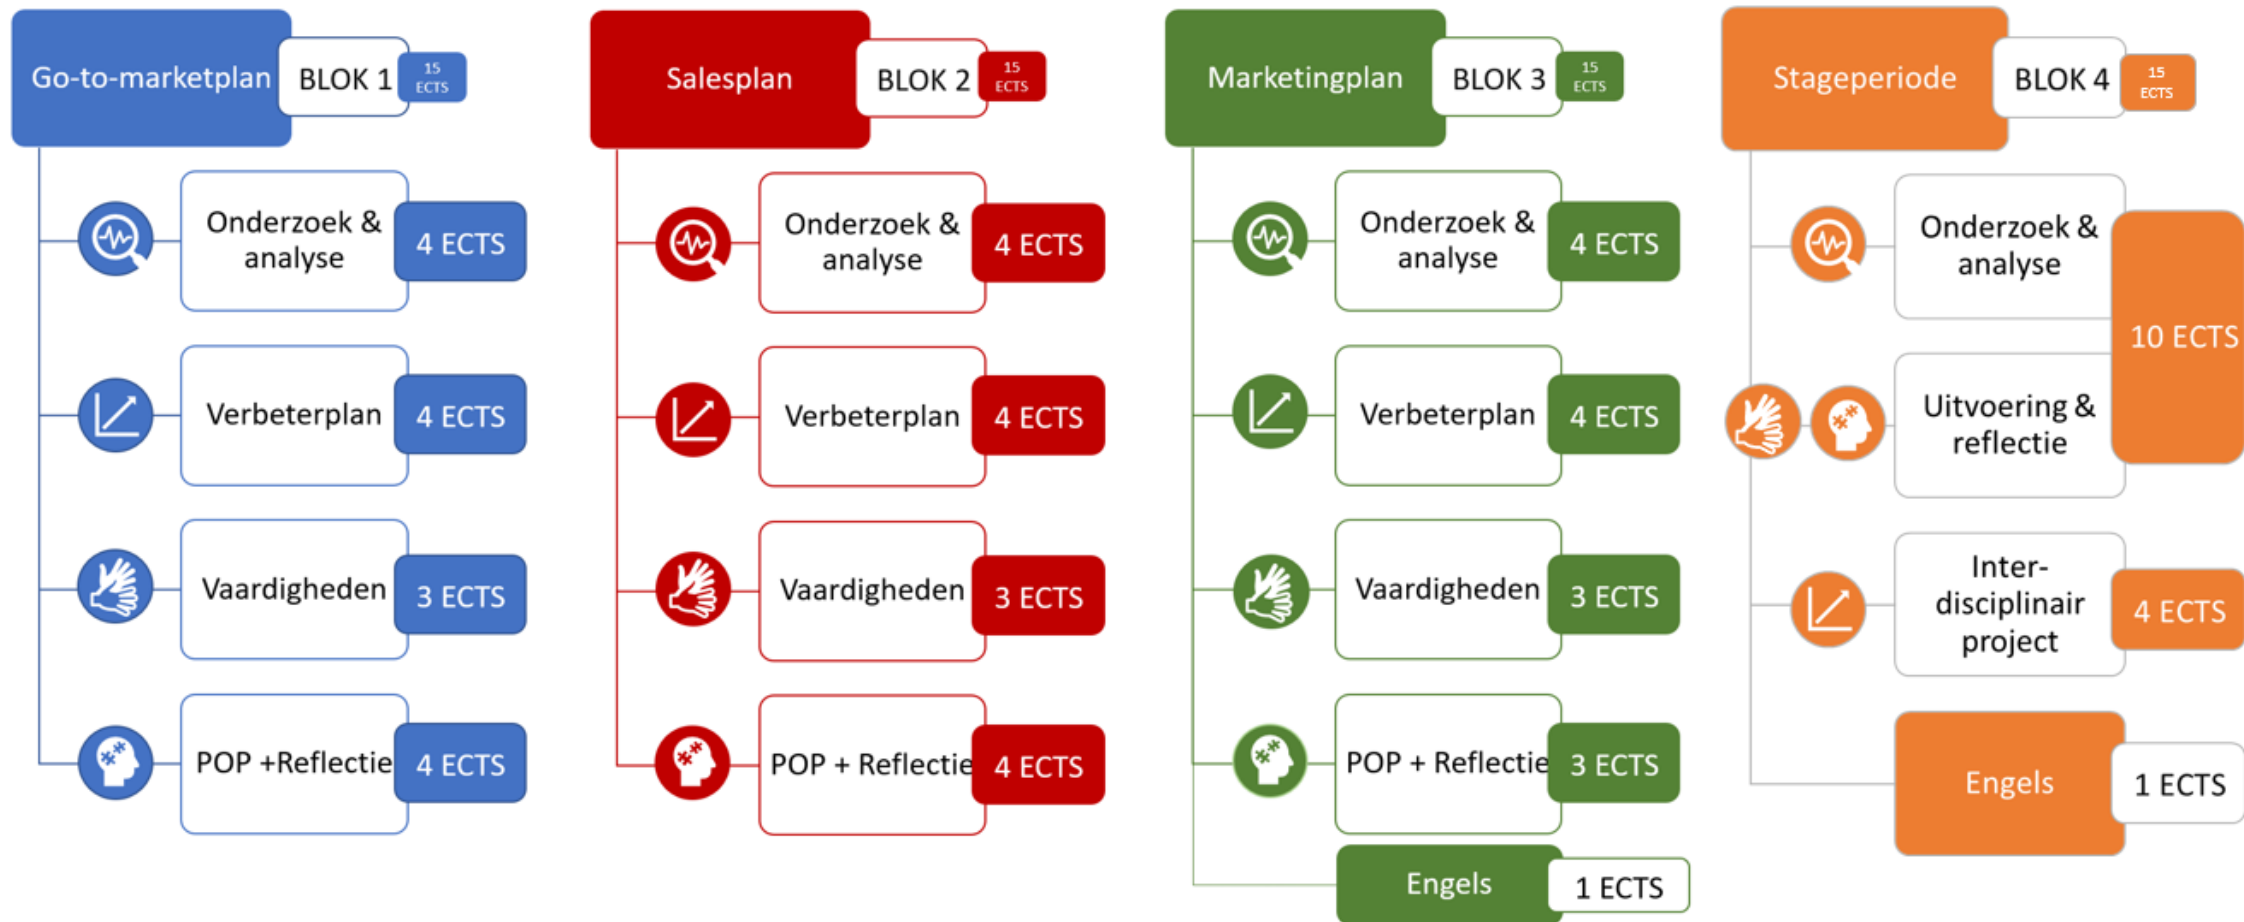 Go-to-marketplan
BLOK 1
15
ECTS
Onderzoek &
analyse
4 ECTS
Verbeterplan
4 ECTS
Vaardigheden
3 ECTS
POP +Reflectie
4 ECTS
Salesplan
BLOK 2
15
ECTS
Onderzoek &
analyse
4 ECTS
Verbeterplan
4 ECTS
Vaardigheden
3 ECTS
POP + Reflectie
4 ECTS
Marketingplan
BLOK 3
15
ECTS
Onderzoek &
analyse
4 ECTS
Verbeterplan
4 ECTS
Vaardigheden
3 ECTS
POP + Reflectie
3 ECTS
Engels
1 ECTS
Stageperiode
BLOK 4
15
ECTS
Onderzoek &
analyse
10 ECTS
Uitvoering &
reflectie
Inter-
disciplinair
project
4 ECTS
Engels
1 ECTS